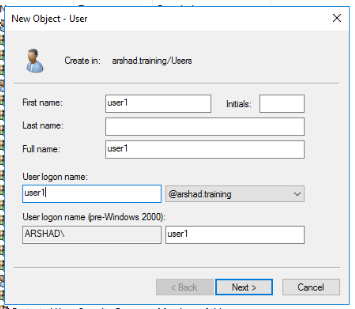 New Object - User
Create in: arshad.training/Users
First name: user1 Initials:
Last name:
Full name: user1
User logon name:
user1 @arshad.training
User logon name (pre-Windows 2000):
ARSHAD\ user1
< Back Next > Cancel